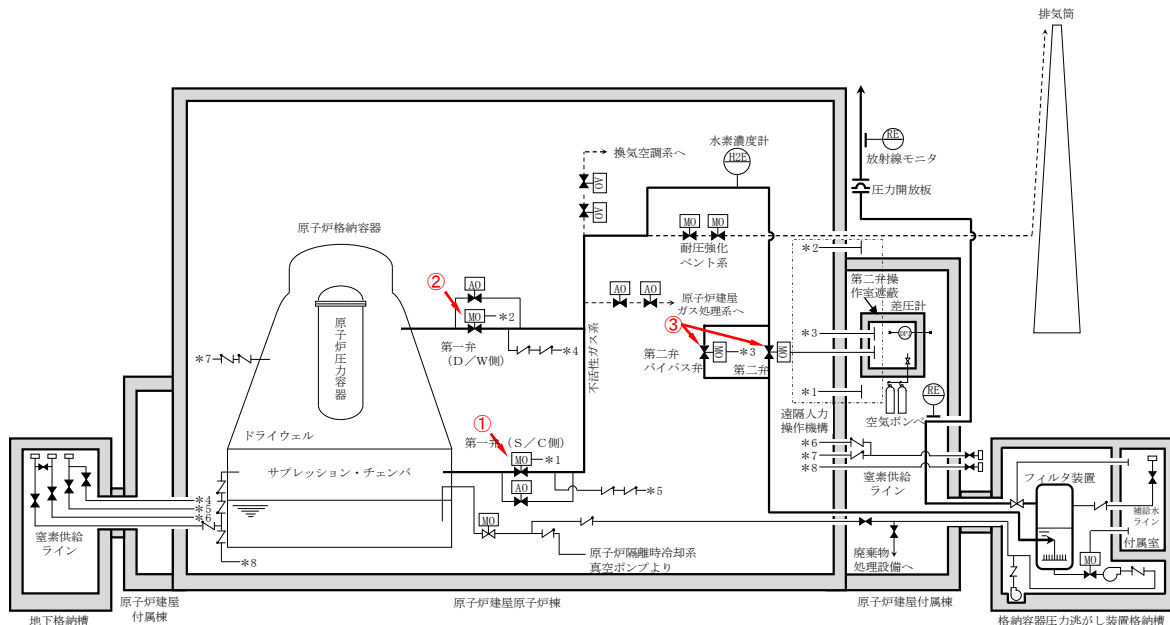 排気筒
水素濃度計
H2E
RE
放射線モニタ
換気空調系へ
AO
AO
圧力開放板
原子炉格納容器
MO
MO
耐圧強化
ベント系
*2
②
AO
MO
*2
AO
AO
原子炉建屋
ガス処理系へ
第二弁操
作室遮蔽
差圧計
DPI
③
*3
*7
原子炉圧力容器
第一弁
(D/W側)
*4
不活性ガス系
MO
*3
MO
第二弁
バイパス弁
第二弁
*1
RE
①
遠隔人力
操作機構
空気ボンベ
ドライウェル
第一弁(S/C側)
MO
*1
*6
*7
*8
サプレッション・チェンバ
AO
*5
窒素供給
ライン
フィルタ装置
*4
*5
*6
補給水
ライン
MO
付属室
窒素供給
ライン
*8
原子炉隔離時冷却系
真空ポンプより
廃棄物
処理設備へ
MO
地下格納槽
原子炉建屋
付属棟
原子炉建屋原子炉棟
原子炉建屋付属棟
格納容器圧力逃がし装置格納槽